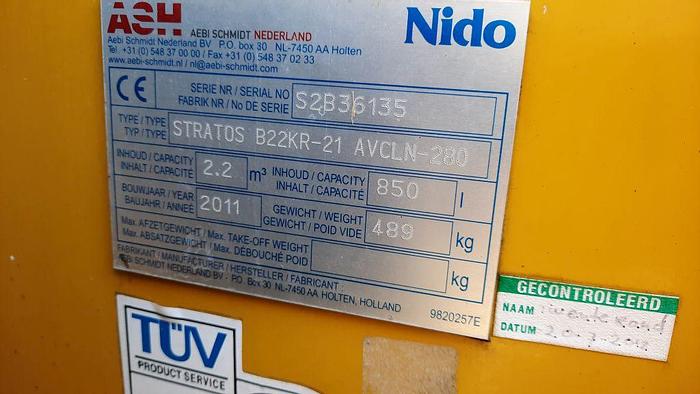 ASH AEBI SCHMIDT NEDERLAND
Nido
Aebi Schmidt Nederland BV P.O. box 30 NL-7450 AA Holten
Tel. +31 (0) 548 37 00 00 / Fax +31 (0) 548 37 02 33
www.aebi-schmidt.nl / nl@aebi-schmidt.com
CE
SERIE NR / SERIAL NO
FABRIK NR / No DE SERIE
S2B36135
TYPE / TYPE /
TYP / TYPE
STRATOS B22KR-21 AVCLN-280
INHOUD / CAPACITY
INHALT / CAPACITÉ
2.2 m³
INHOUD / CAPACITY
INHALT / CAPACITÉ
850 l
BOUWJAAR / YEAR
BAUJAHR / ANNÉE
2011
GEWICHT / WEIGHT
GEWICHT / POID VIDE
489 kg
Max. AFZETGEWICHT / Max. TAKE-OFF WEIGHT
Max. ABSATZGEWICHT / Max. DÉBOUCHÉ POID
kg
FABRIKANT / MANUFACTURER / HERSTELLER / FABRICANT :
AEBI SCHMIDT NEDERLAND BV - P.O. Box 30 NL-7450 AA HOLTEN, HOLLAND
9820257E
GECONTROLEERD
NAAM :
DATUM
TÜV
PRODUCT SERVICE